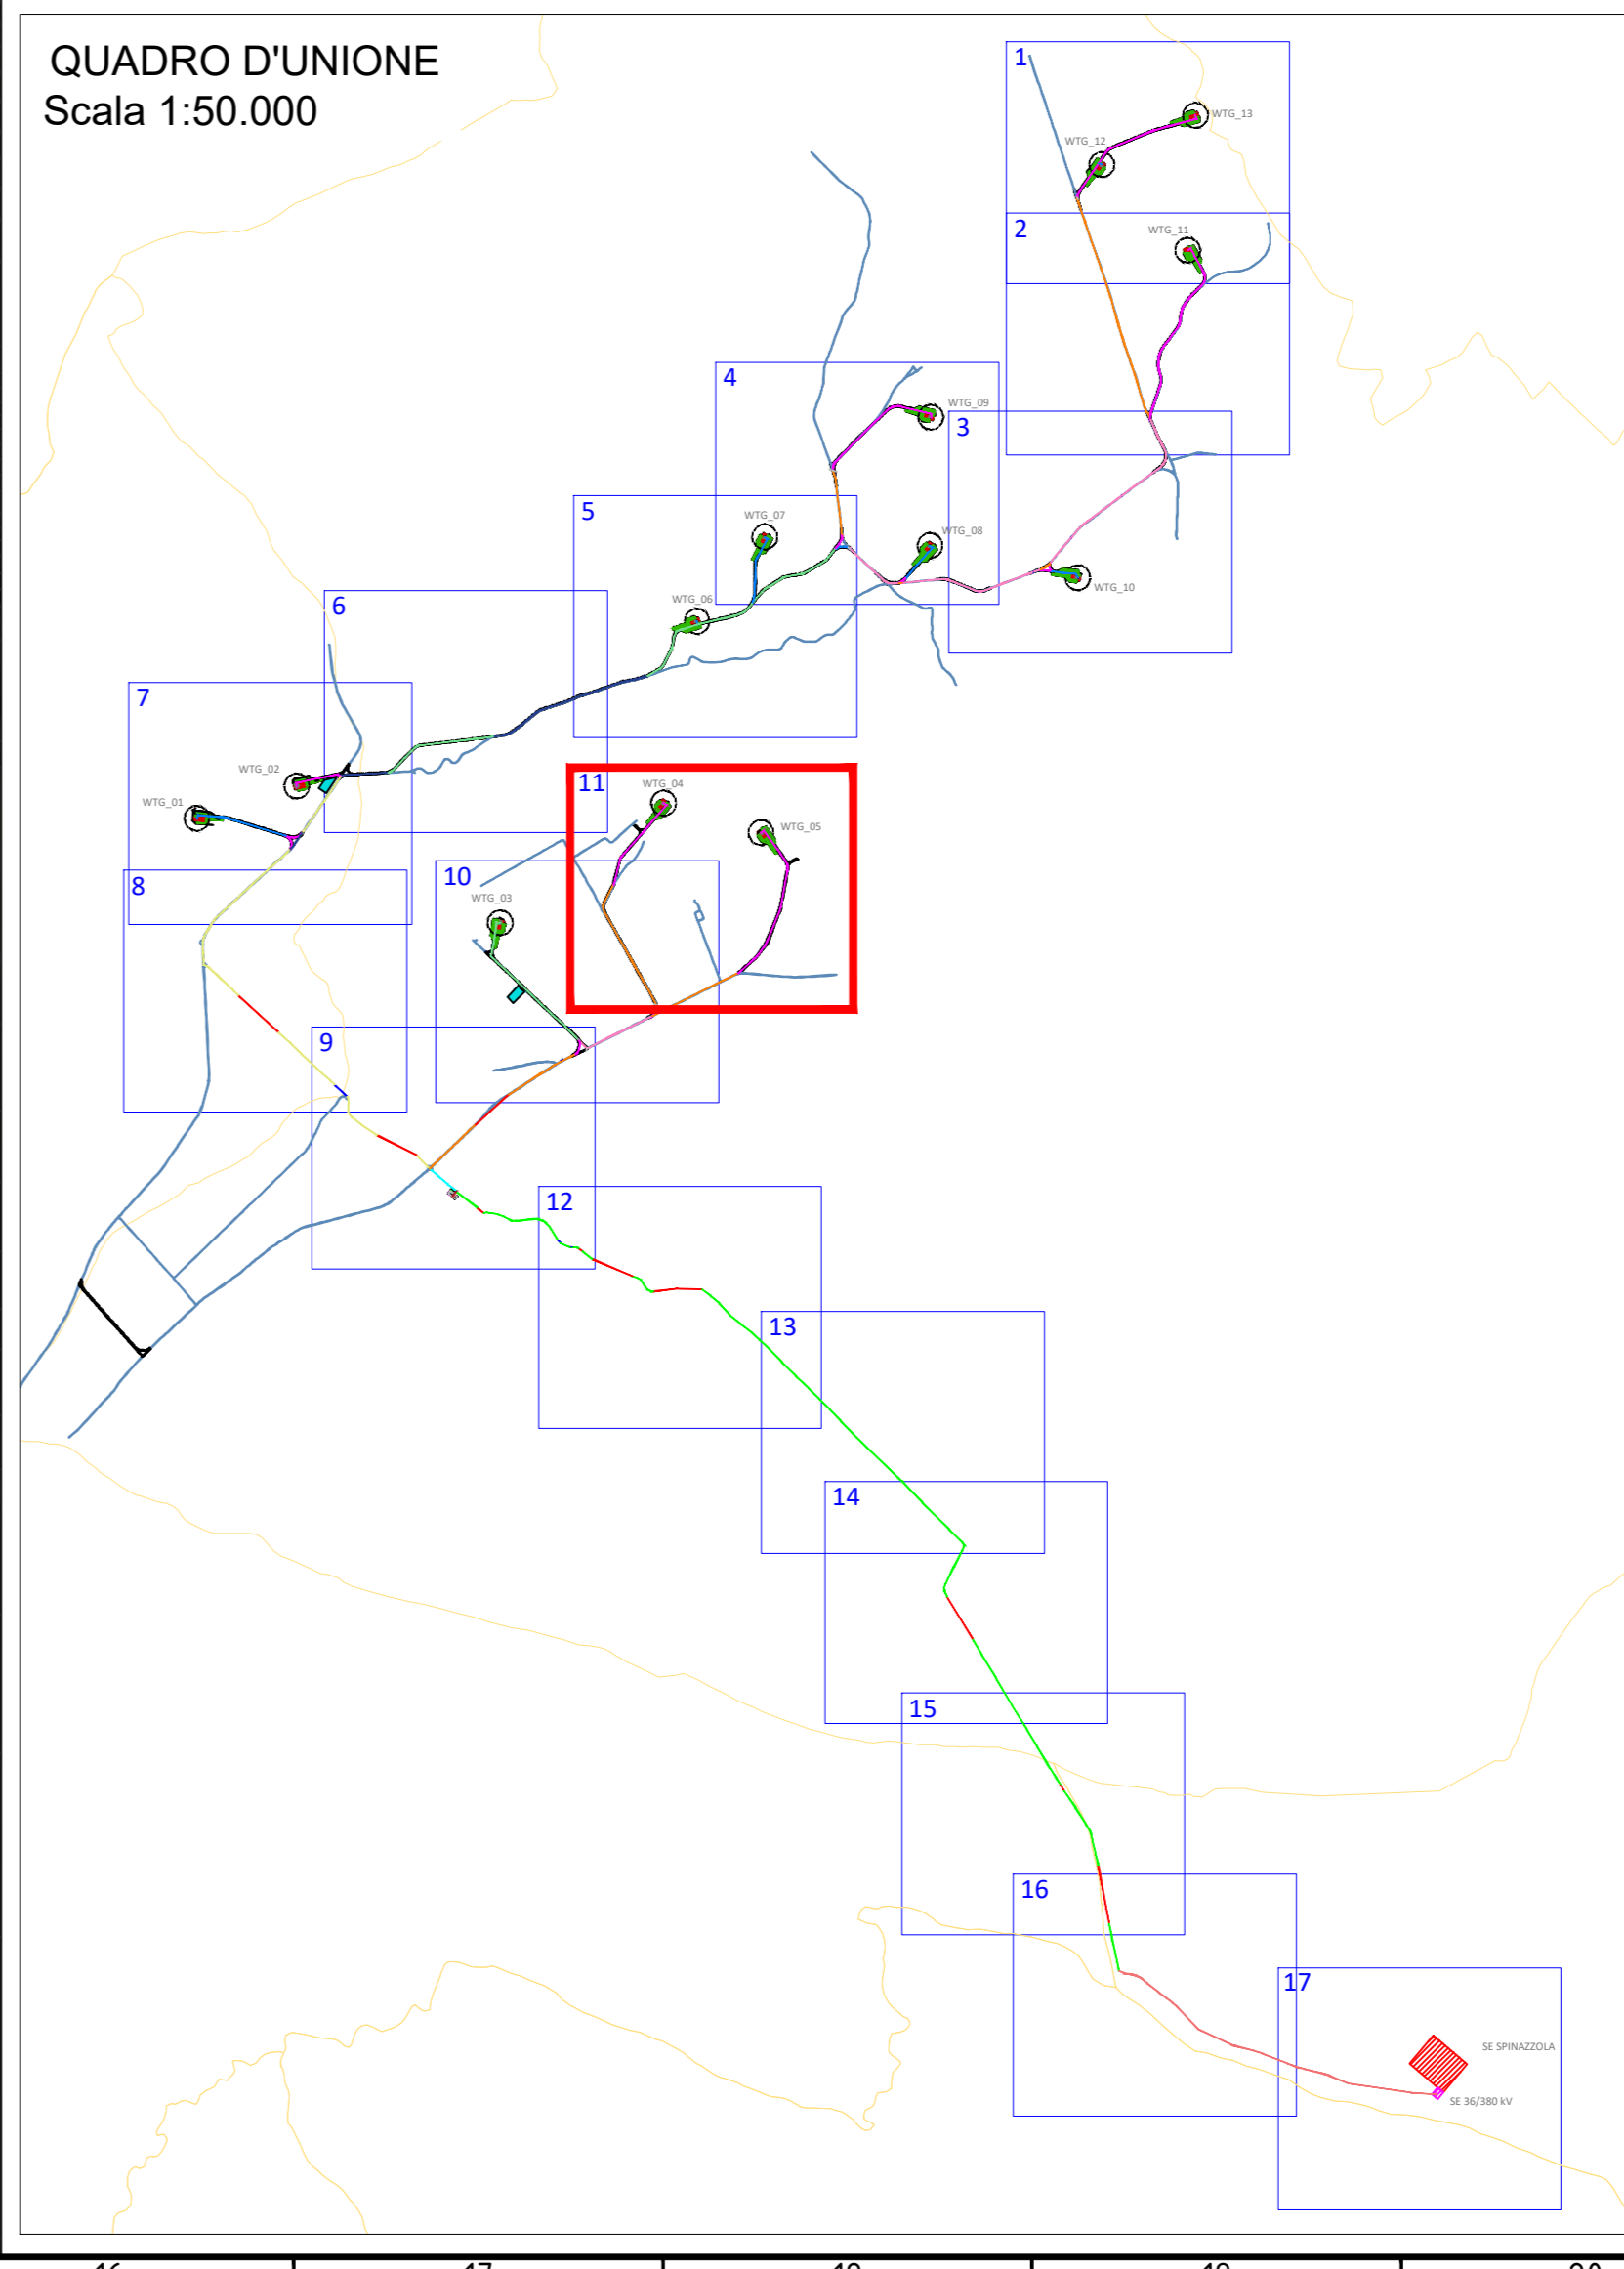 QUADRO D'UNIONE
Scala 1:50.000
1
WTG_13
WTG_12
2
WTG_11
4
WTG_09
3
5
WTG_07
WTG_08
WTG_10
6
WTG_06
7
WTG_02
11
WTG_04
WTG_01
WTG_05
8
10
WTG_03
9
12
13
14
15
16
17
SE SPINAZZOLA
SE 36/380 kV